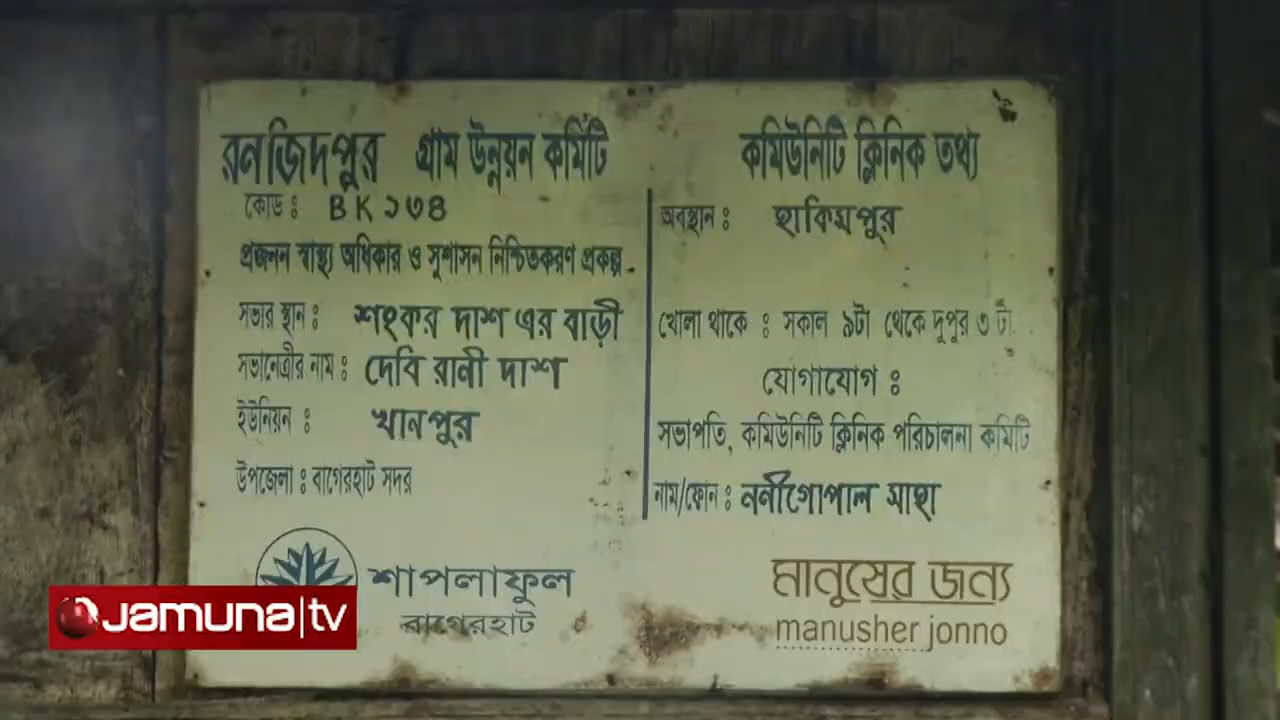 রনজিদপুর গ্রাম উন্নয়ন কমিটি
কোড : BK ১৩৪
প্রজনন স্বাস্থ্য অধিকার ও সুশাসন নিশ্চিতকরণ প্রকল্প
সভার স্থান : শংকর দাশ এর বাড়ী
সভানেত্রীর নাম : দেবি রানী দাশ
ইউনিয়ন : খানপুর
উপজেলা : বাগেরহাট সদর
শাপলাফুল
বাগেরহাট
কমিউনিটি ক্লিনিক তথ্য
অবস্থান : হাকিমপুর
খোলা থাকে : সকাল ৯টা থেকে দুপুর ৩ টা
যোগাযোগ :
সভাপতি, কমিউনিটি ক্লিনিক পরিচালনা কমিটি
নাম/ফোন : ননীগোপাল সাহা
মানুষের জন্য
manusher jonno
Jamuna|tv